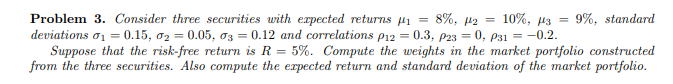 Problem 3. Consider three securities with expected returns μ₁ = 8%, μ₂ = 10%, μ₃ = 9%, standard
deviations σ₁ = 0.15, σ₂ = 0.05, σ₃ = 0.12 and correlations ρ₁₂ = 0.3, ρ₂₃ = 0, ρ₃₁ = −0.2.
Suppose that the risk-free return is R = 5%. Compute the weights in the market portfolio constructed
from the three securities. Also compute the expected return and standard deviation of the market portfolio.